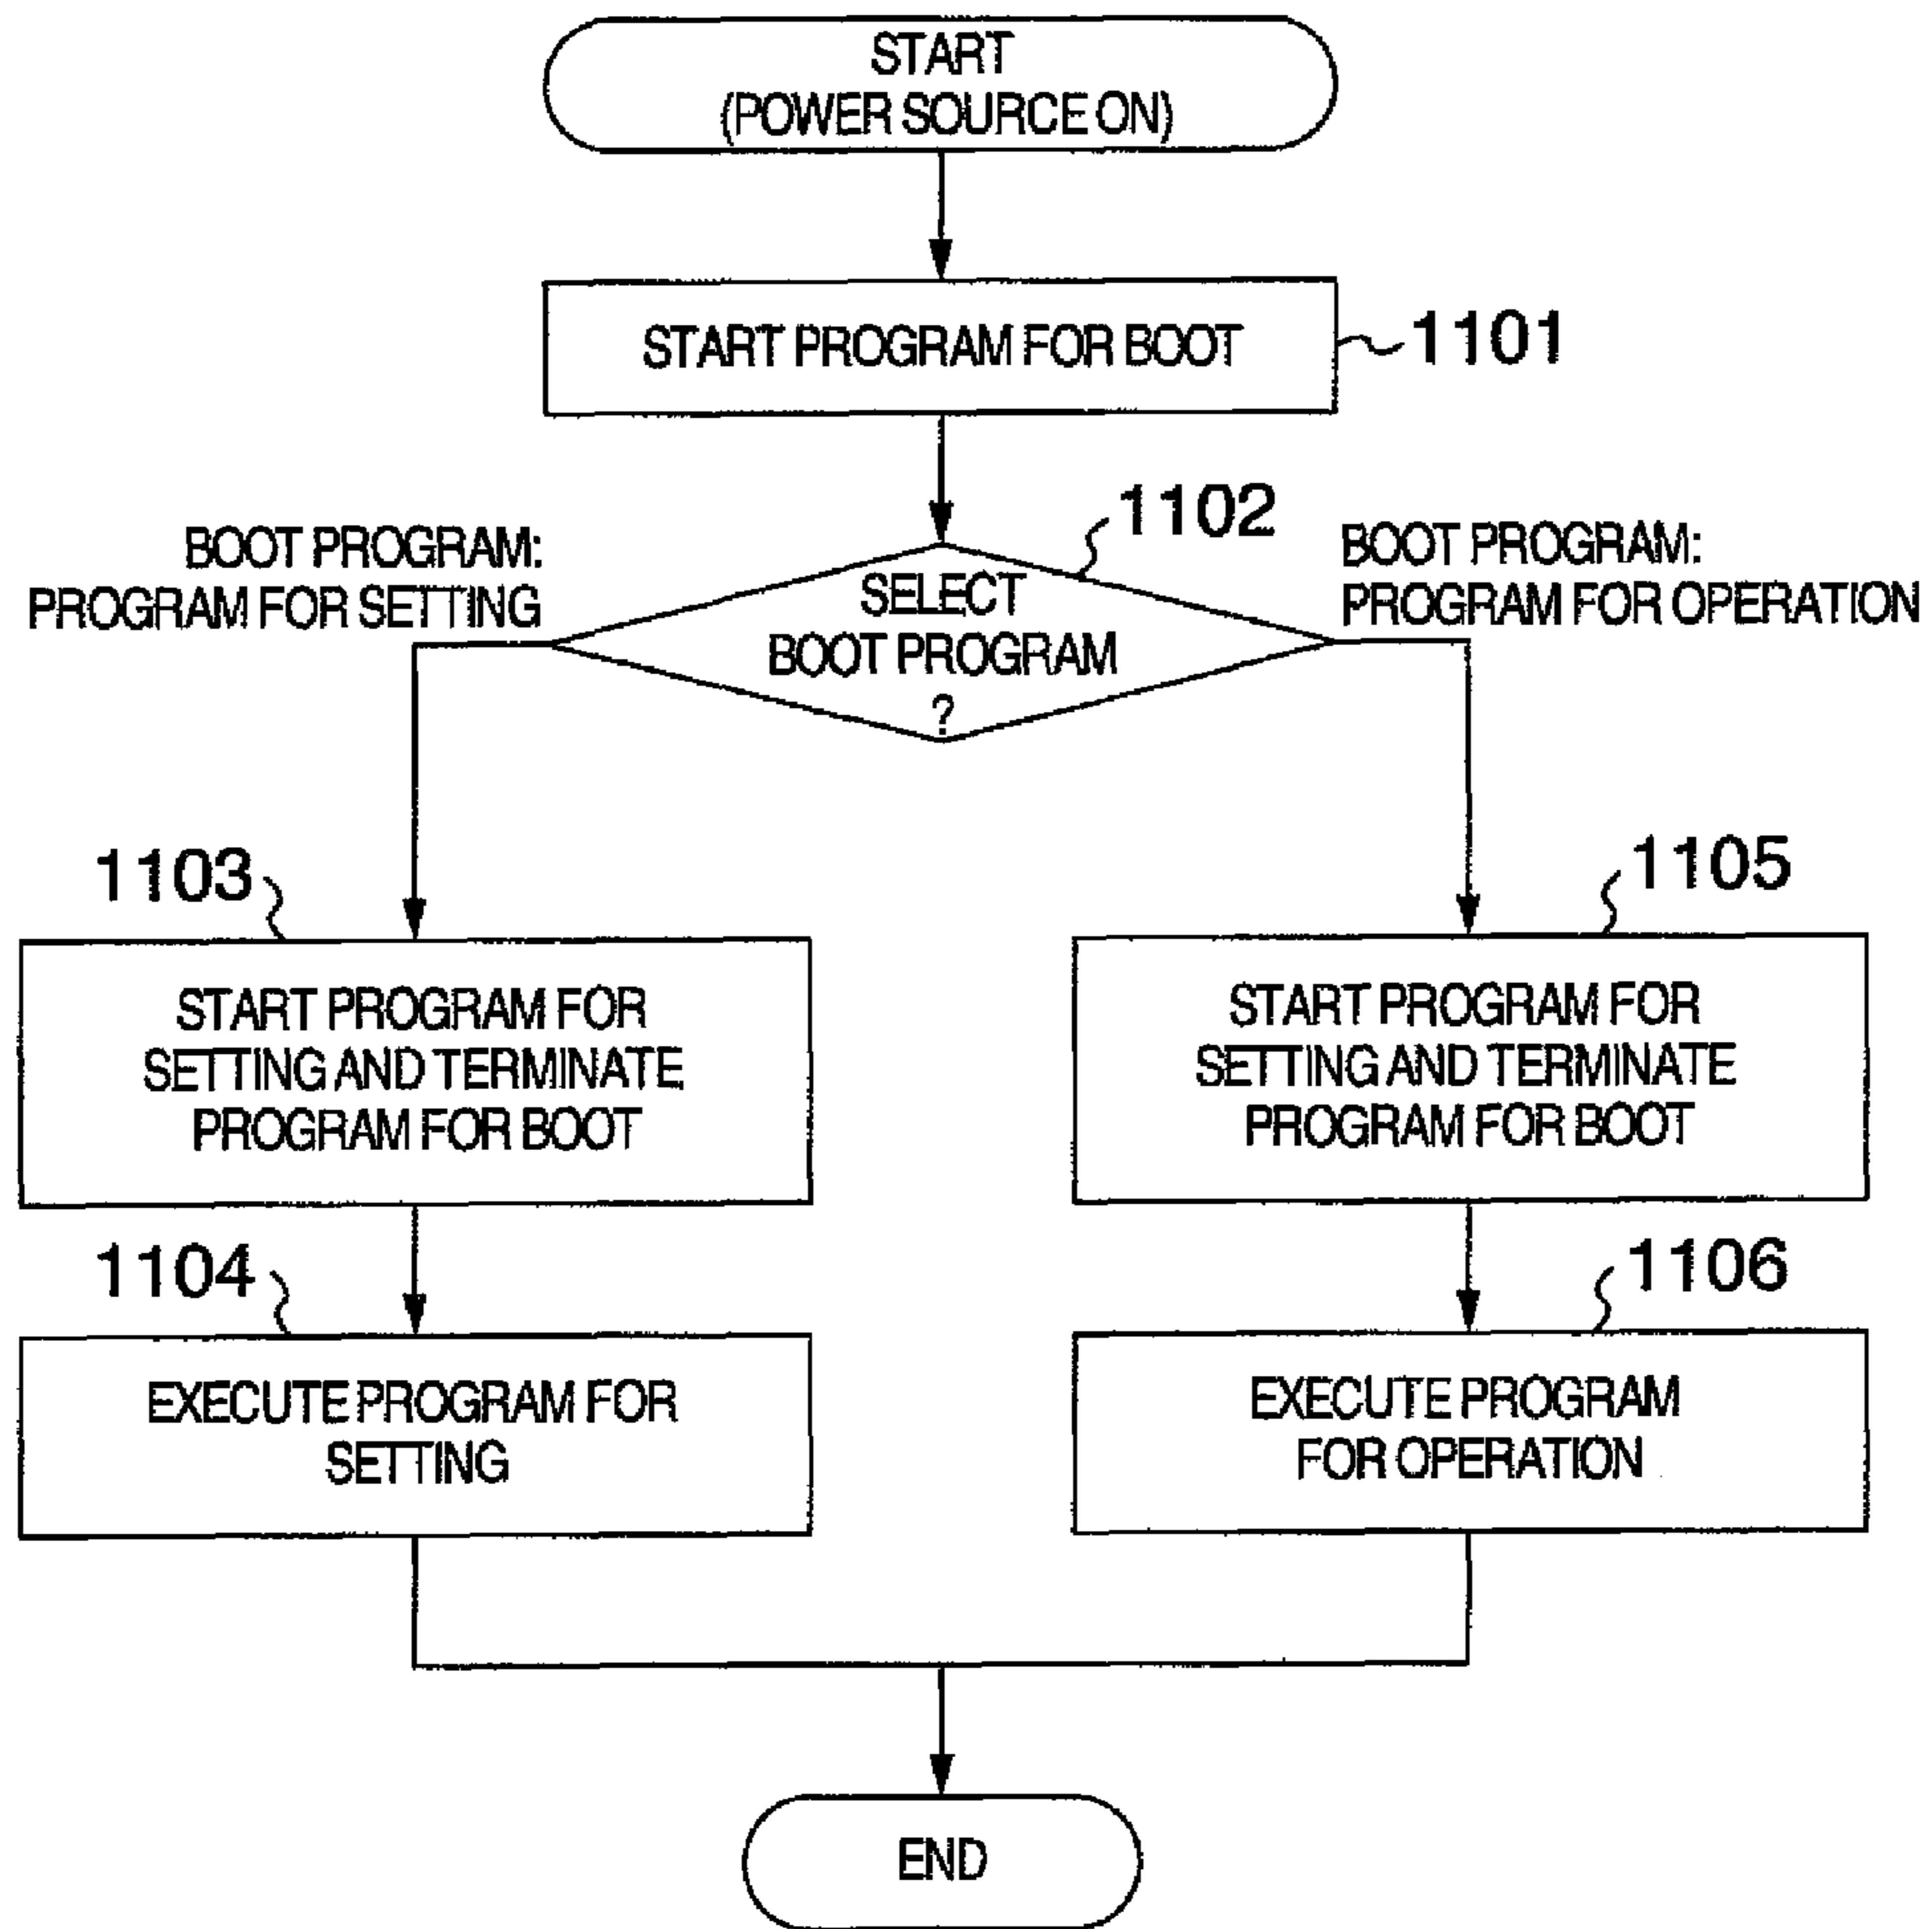 START
(POWER SOURCE ON)
START PROGRAM FOR BOOT
1101
1102
BOOT PROGRAM:
PROGRAM FOR SETTING
SELECT
BOOT PROGRAM
?
BOOT PROGRAM:
PROGRAM FOR OPERATION
1103
START PROGRAM FOR
SETTING AND TERMINATE
PROGRAM FOR BOOT
1105
START PROGRAM FOR
SETTING AND TERMINATE
PROGRAM FOR BOOT
1104
EXECUTE PROGRAM FOR
SETTING
1106
EXECUTE PROGRAM
FOR OPERATION
END